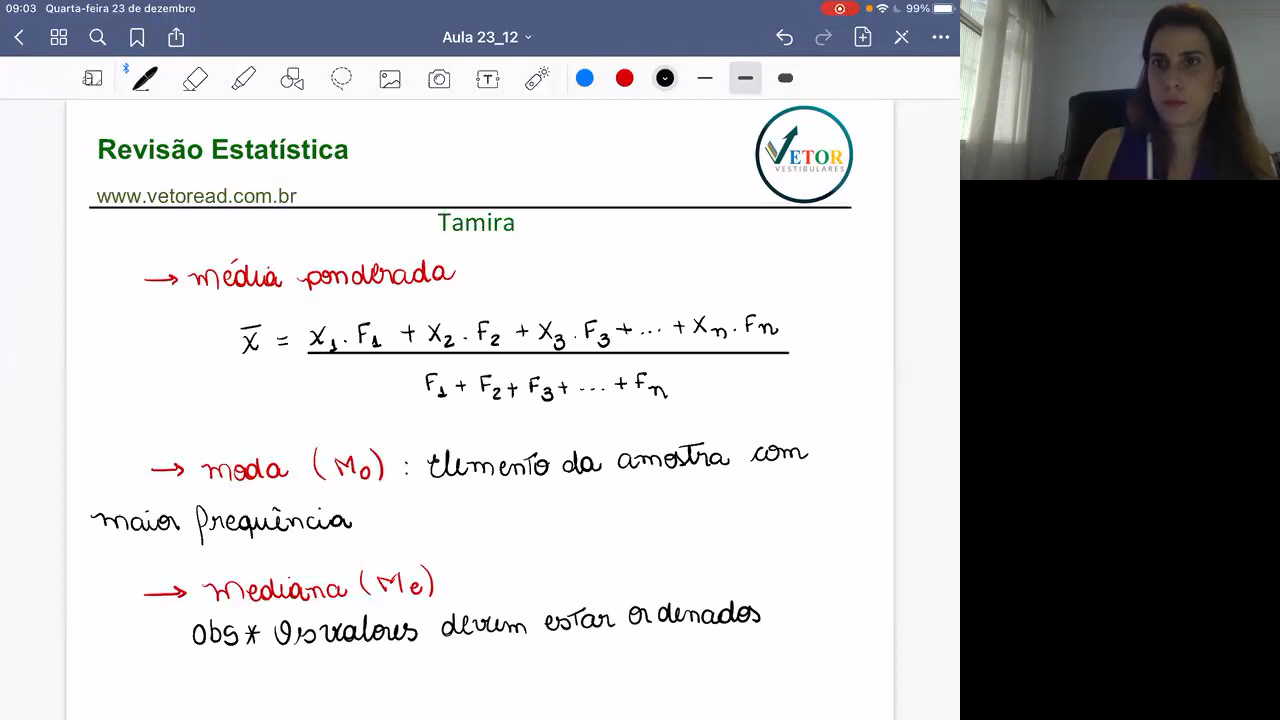 09:03 Quarta-feira 23 de dezembro 99%
Aula 23_12
Revisão Estatística
VETOR
VESTIBULARES
www.vetoread.com.br
Tamira
→ média ponderada
x̄ = x₁.F₁ + x₂.F₂ + x₃.F₃ + ... + xₙ.Fₙ
F₁ + F₂ + F₃ + ... + Fₙ
→ moda (Mo) : Elemento da amostra com
maior frequência
→ Mediana (Me)
Obs* Os valores devem estar ordenados